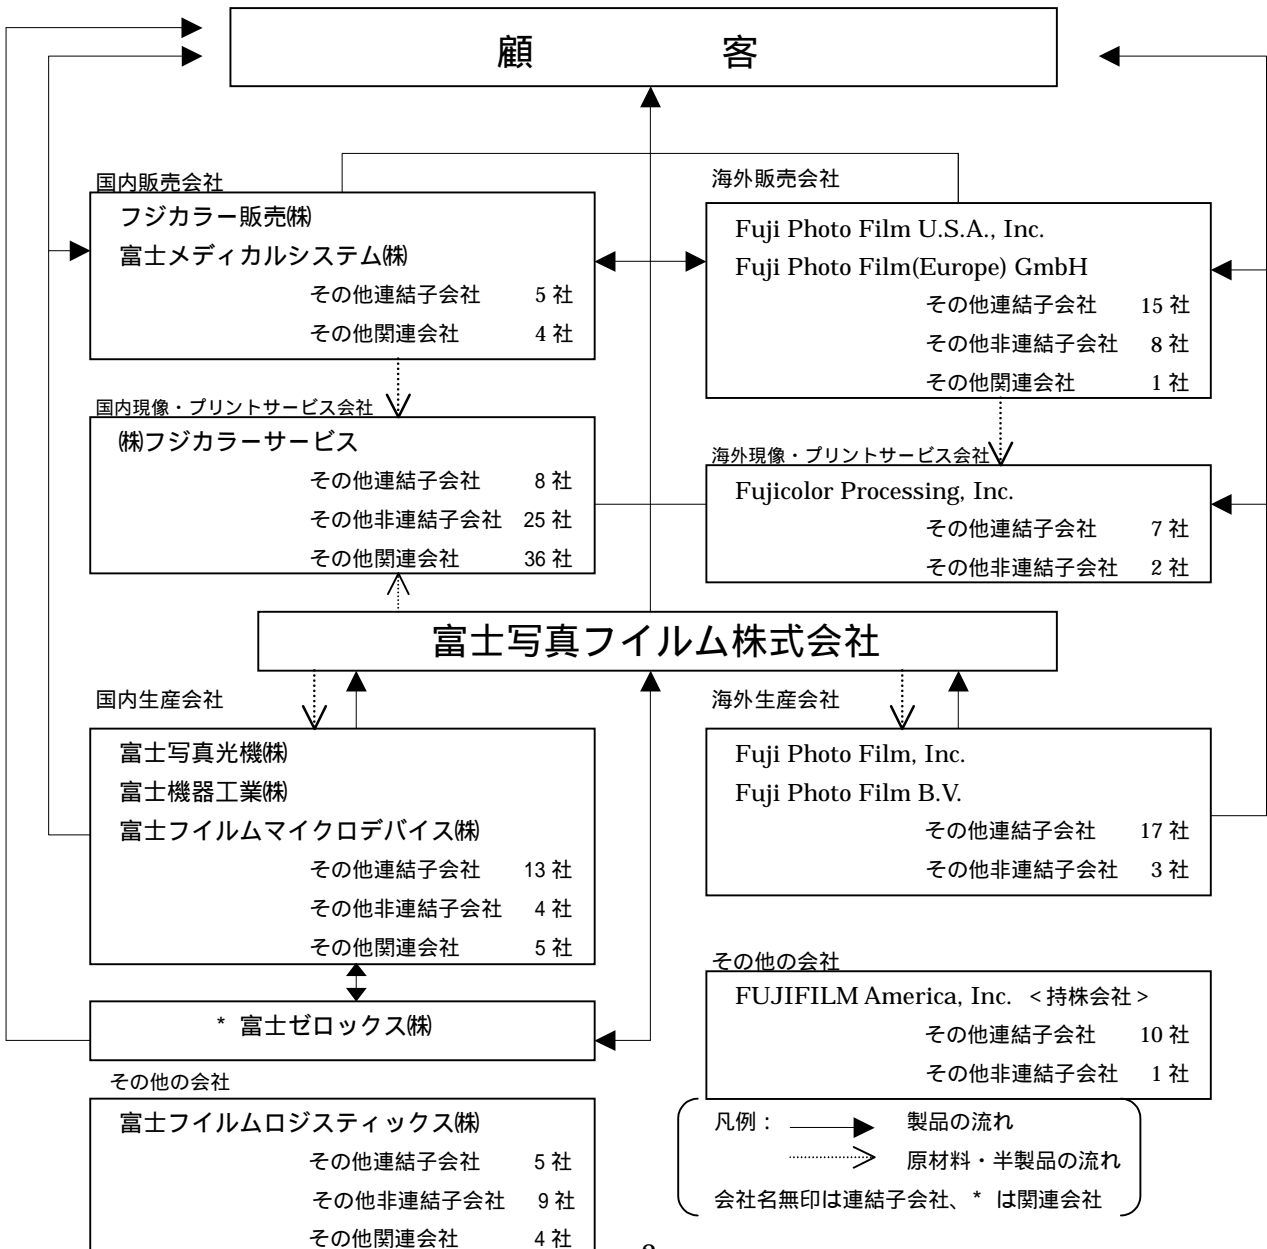 顧 客
国内販売会社
フジカラー販売㈱
富士メディカルシステム㈱
その他連結子会社 5 社
その他関連会社 4 社
海外販売会社
Fuji Photo Film U.S.A., Inc.
Fuji Photo Film(Europe) GmbH
その他連結子会社 15 社
その他非連結子会社 8 社
その他関連会社 1 社
国内現像・プリントサービス会社
㈱フジカラーサービス
その他連結子会社 8 社
その他非連結子会社 25 社
その他関連会社 36 社
海外現像・プリントサービス会社
Fujicolor Processing, Inc.
その他連結子会社 7 社
その他非連結子会社 2 社
富士写真フイルム株式会社
国内生産会社
富士写真光機㈱
富士機器工業㈱
富士フイルムマイクロデバイス㈱
その他連結子会社 13 社
その他非連結子会社 4 社
その他関連会社 5 社
海外生産会社
Fuji Photo Film, Inc.
Fuji Photo Film B.V.
その他連結子会社 17 社
その他非連結子会社 3 社
* 富士ゼロックス㈱
その他の会社
FUJIFILM America, Inc. <持株会社>
その他連結子会社 10 社
その他非連結子会社 1 社
その他の会社
富士フイルムロジスティックス㈱
その他連結子会社 5 社
その他非連結子会社 9 社
その他関連会社 4 社
凡例： 製品の流れ
原材料・半製品の流れ
会社名無印は連結子会社、* は関連会社